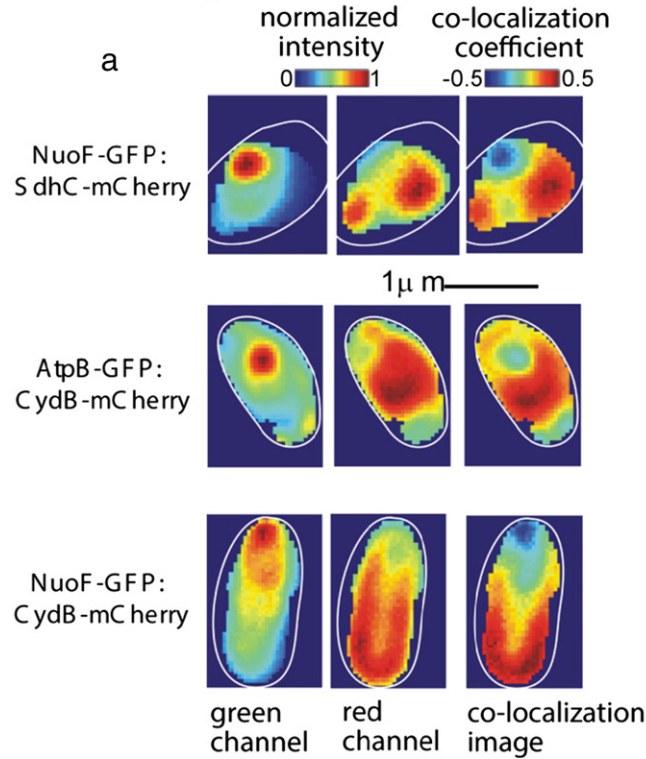 a
normalized intensity
co-localization coefficient
0 1
-0.5 0.5
NuoF-GFP:
SdhC-mCherry
1μ m
AtpB-GFP:
CydB-mCherry
NuoF-GFP:
CydB-mCherry
green channel
red channel
co-localization image